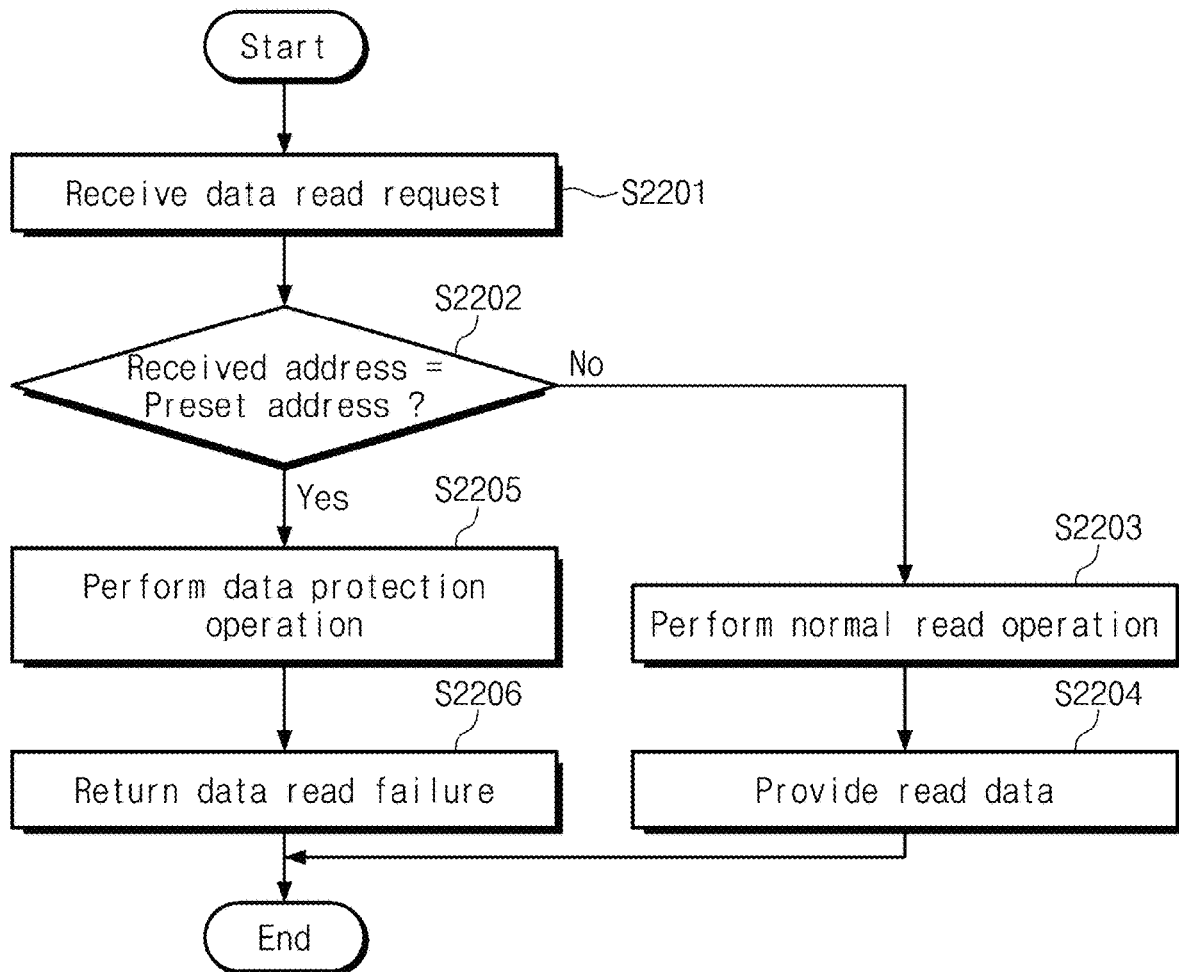 Start
Receive data read request
S2201
S2202
Received address =
Preset address ?
No
Yes
S2205
Perform data protection
operation
S2203
Perform normal read operation
S2206
Return data read failure
S2204
Provide read data
End